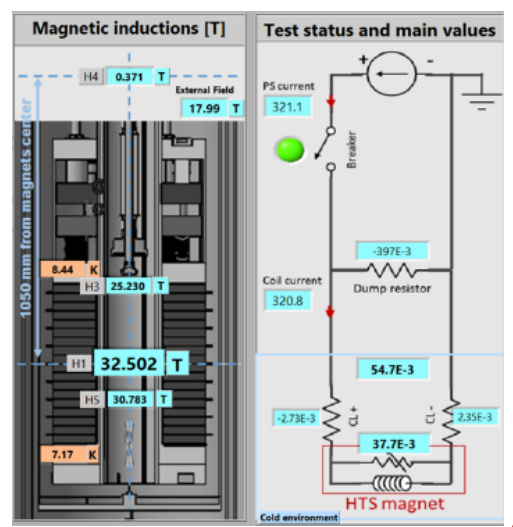 Magnetic inductions [T]
H4 0.371 T
External Field
17.99 T
1050 mm from magnets center
8.44 K
H3 25.230 T
H1 32.502 T
H5 30.783 T
7.17 K
Test status and main values
+ -
PS current
321.1
Breaker
-397E-3
Dump resistor
Coil current
320.8
54.7E-3
-2.73E-3
CL+
CL-
2.35E-3
37.7E-3
HTS magnet
Cold environment